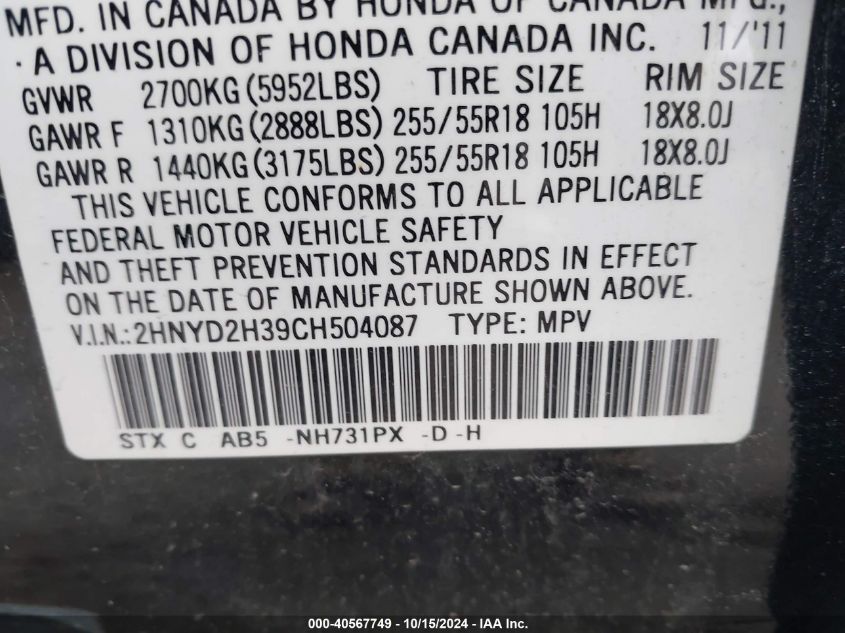 MFD. IN CANADA BY HONDA OF CANADA MFG.,
· A DIVISION OF HONDA CANADA INC. 11/'11
GVWR 2700KG (5952LBS) TIRE SIZE RIM SIZE
GAWR F 1310KG (2888LBS) 255/55R18 105H 18X8.0J
GAWR R 1440KG (3175LBS) 255/55R18 105H 18X8.0J
THIS VEHICLE CONFORMS TO ALL APPLICABLE
FEDERAL MOTOR VEHICLE SAFETY
AND THEFT PREVENTION STANDARDS IN EFFECT
ON THE DATE OF MANUFACTURE SHOWN ABOVE.
V.I.N.: 2HNYD2H39CH504087 TYPE: MPV
STX C AB5 -NH731PX -D -H
000-40567749 - 10/15/2024 - IAA Inc.